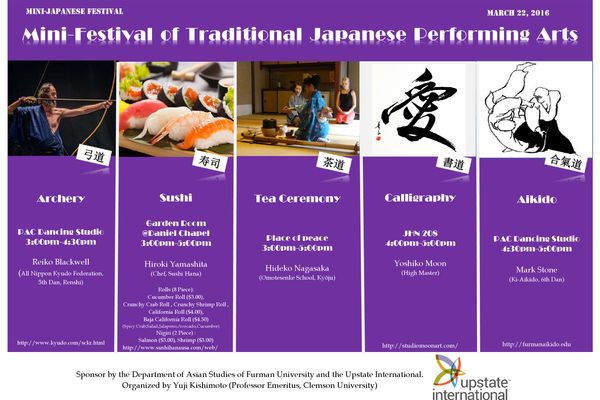 MINI-JAPANESE FESTIVAL
MARCH 22, 2016
Mini-Festival of Traditional Japanese Performing Arts
弓道
Archery
PAC Dancing Studio
3:00pm-4:30pm
Reiko Blackwell
(All Nippon Kyudo Federation,
5th Dan, Renshi)
http://www.kyudo.com/sckr.html
寿司
Sushi
Garden Room
@Daniel Chapel
3:00pm-5:00pm
Hiroki Yamashita
(Chef, Sushi Hana)
Rolls (8 Piece):
Cucumber Roll ($3.00),
Crunchy Crab Roll , Crunchy Shrimp Roll ,
California Roll ($4.00),
Baja California Roll ($4.50)
(Spicy Crab Salad,Jalapeno,Avocado,Cucumber)
Nigiri (2 Piece) :
Salmon ($3.00), Shrimp ($3.00)
http://www.sushihanausa.com/web/
茶道
Tea Ceremony
Place of peace
3:00pm-5:00pm
Hideko Nagasaka
(Omotesenke School, Kyōju)
愛
書道
Calligraphy
JHN 208
4:00pm-5:00pm
Yoshiko Moon
(High Master)
http://studiomoonart.com/
合氣道
Aikido
PAC Dancing Studio
4:30pm-5:00pm
Mark Stone
(Ki-Aikido, 6th Dan)
http://furmanaikido.edu
Sponsor by the Department of Asian Studies of Furman University and the Upstate International.
Organized by Yuji Kishimoto (Professor Emeritus, Clemson University)
upstate
international